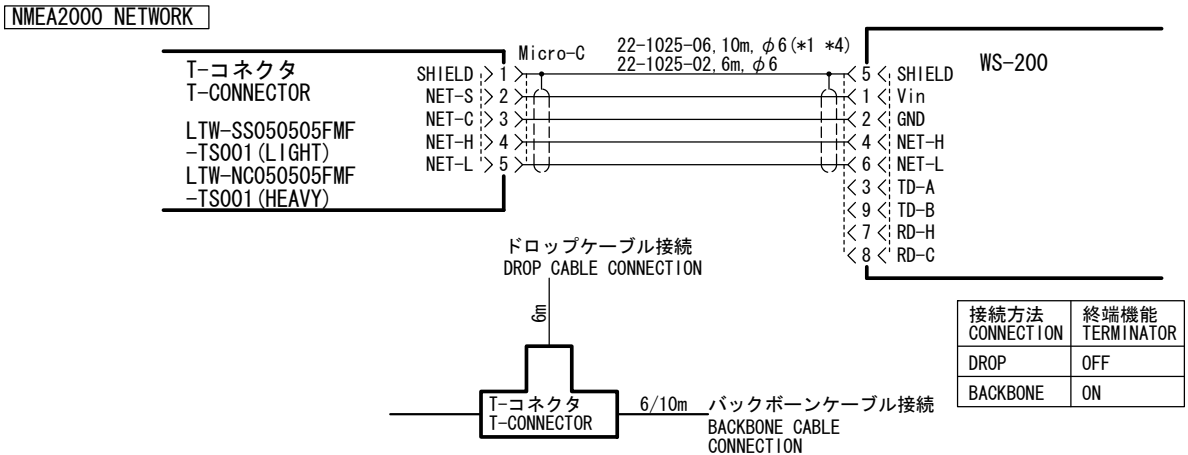 NMEA2000 NETWORK
T-コネクタ
T-CONNECTOR
LTW-SS050505FMF
-TS001(LIGHT)
LTW-NC050505FMF
-TS001(HEAVY)
SHIELD 1
NET-S 2
NET-C 3
NET-H 4
NET-L 5
Micro-C
22-1025-06,10m,φ6(*1 *4)
22-1025-02,6m,φ6
WS-200
5 SHIELD
1 Vin
2 GND
4 NET-H
6 NET-L
3 TD-A
9 TD-B
7 RD-H
8 RD-C
ドロップケーブル接続
DROP CABLE CONNECTION
6m
T-コネクタ
T-CONNECTOR
6/10m
バックボーンケーブル接続
BACKBONE CABLE
CONNECTION
接続方法 終端機能
CONNECTION TERMINATOR
DROP OFF
BACKBONE ON